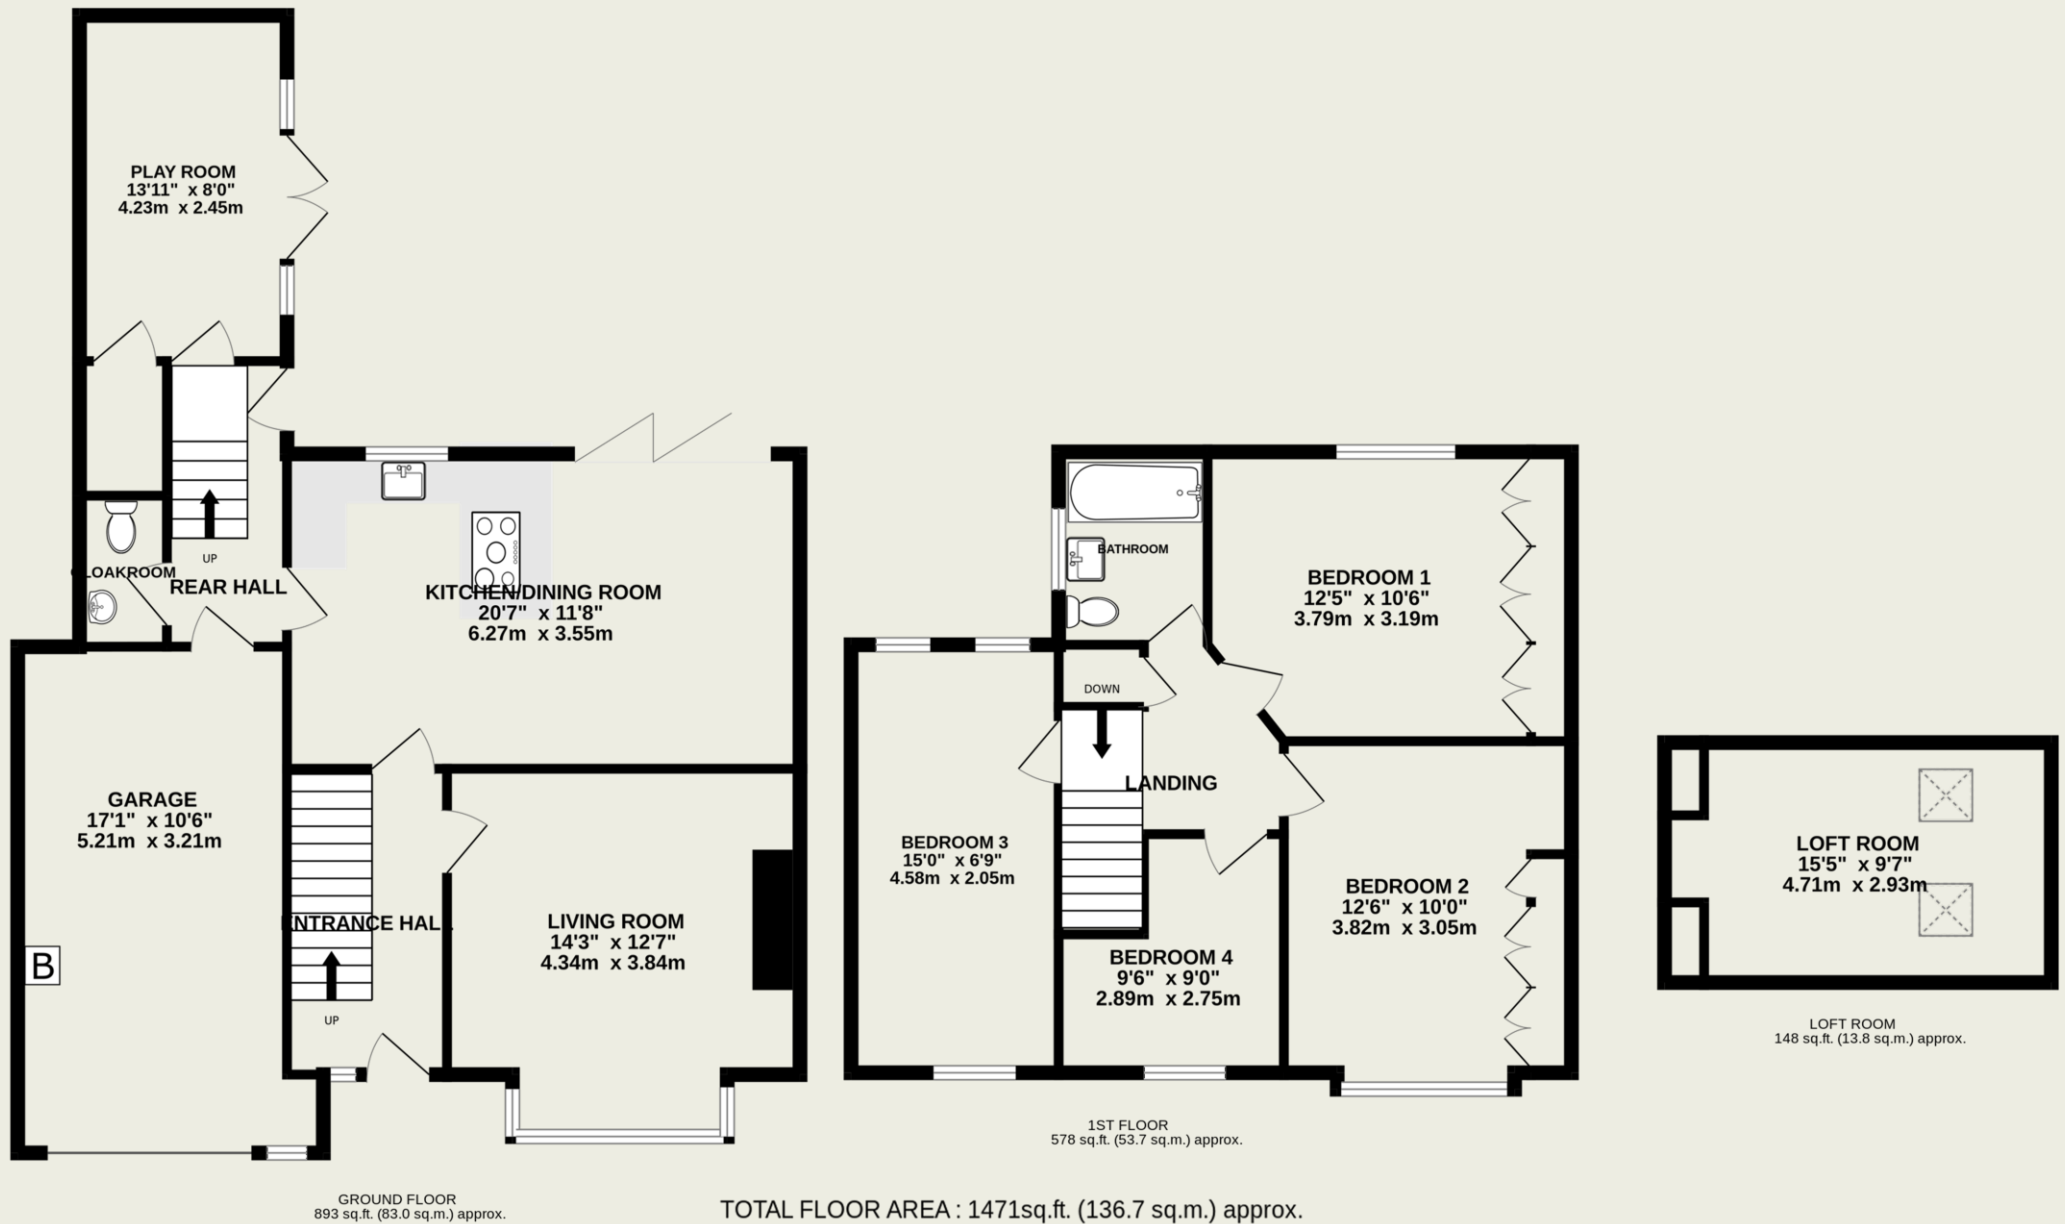 PLAY ROOM
13'11" x 8'0"
4.23m x 2.45m
UP
CLOAKROOM
REAR HALL
KITCHEN/DINING ROOM
20'7" x 11'8"
6.27m x 3.55m
GARAGE
17'1" x 10'6"
5.21m x 3.21m
B
ENTRANCE HALL
UP
LIVING ROOM
14'3" x 12'7"
4.34m x 3.84m
GROUND FLOOR
893 sq.ft. (83.0 sq.m.) approx.
BATHROOM
BEDROOM 1
12'5" x 10'6"
3.79m x 3.19m
DOWN
LANDING
BEDROOM 3
15'0" x 6'9"
4.58m x 2.05m
BEDROOM 2
12'6" x 10'0"
3.82m x 3.05m
BEDROOM 4
9'6" x 9'0"
2.89m x 2.75m
1ST FLOOR
578 sq.ft. (53.7 sq.m.) approx.
LOFT ROOM
15'5" x 9'7"
4.71m x 2.93m
LOFT ROOM
148 sq.ft. (13.8 sq.m.) approx.
TOTAL FLOOR AREA : 1471sq.ft. (136.7 sq.m.) approx.